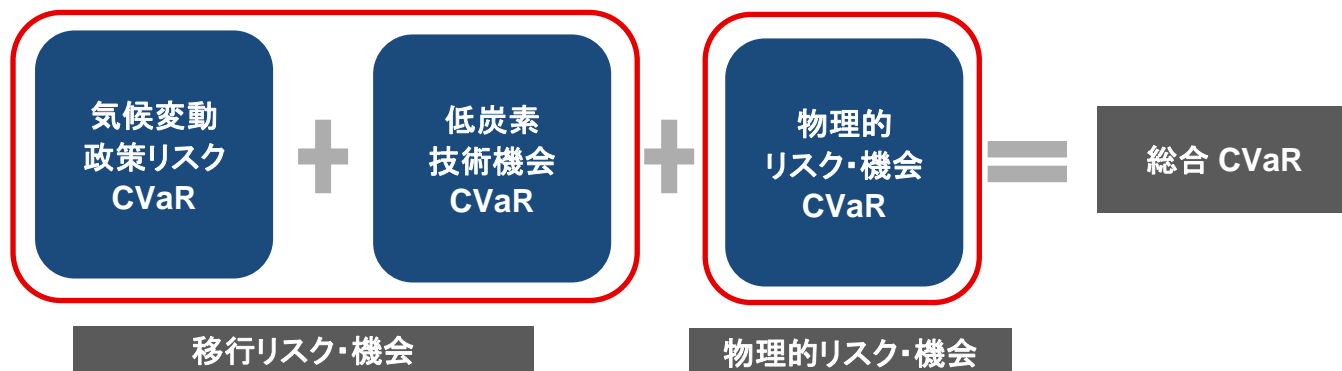 気候変動
政策リスク
CVaR
低炭素
技術機会
CVaR
物理的
リスク・機会
CVaR
総合 CVaR
移行リスク・機会
物理的リスク・機会